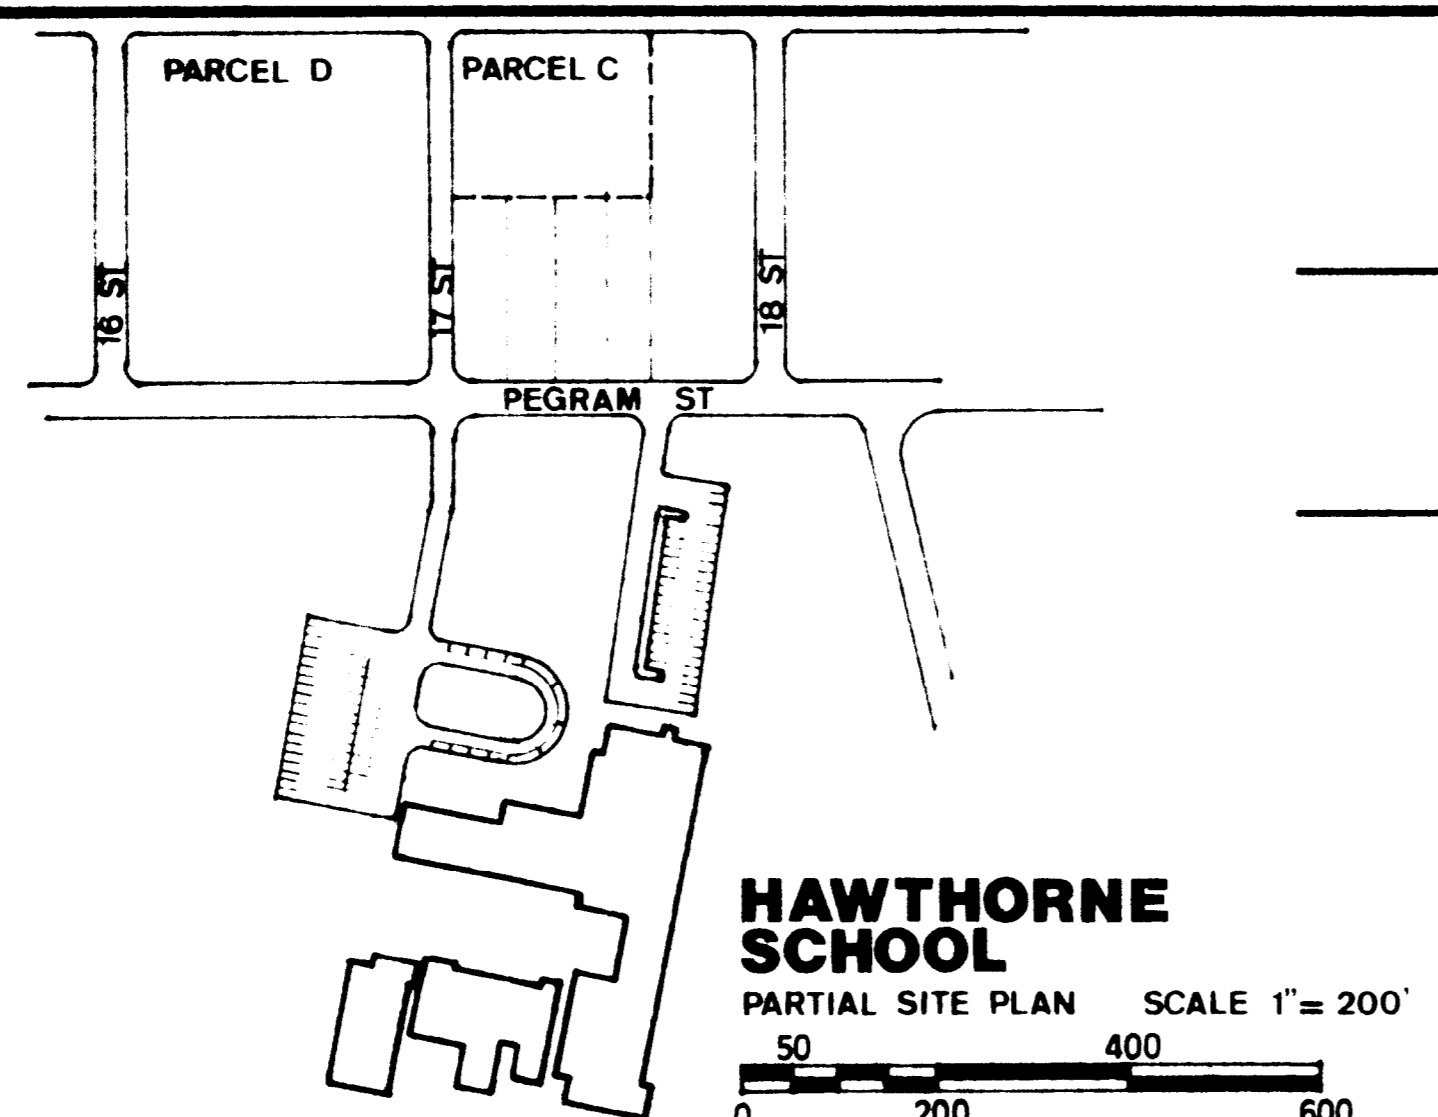 PARCEL D
PARCEL C
16 ST
17 ST
18 ST
PEGRAM ST
HAWTHORNE
SCHOOL
PARTIAL SITE PLAN SCALE 1"= 200'
50 400
0 200 600